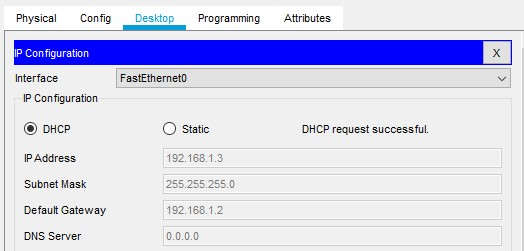 Physical Config Desktop Programming Attributes
IP Configuration X
Interface FastEthernet0
IP Configuration
DHCP Static DHCP request successful.
IP Address 192.168.1.3
Subnet Mask 255.255.255.0
Default Gateway 192.168.1.2
DNS Server 0.0.0.0